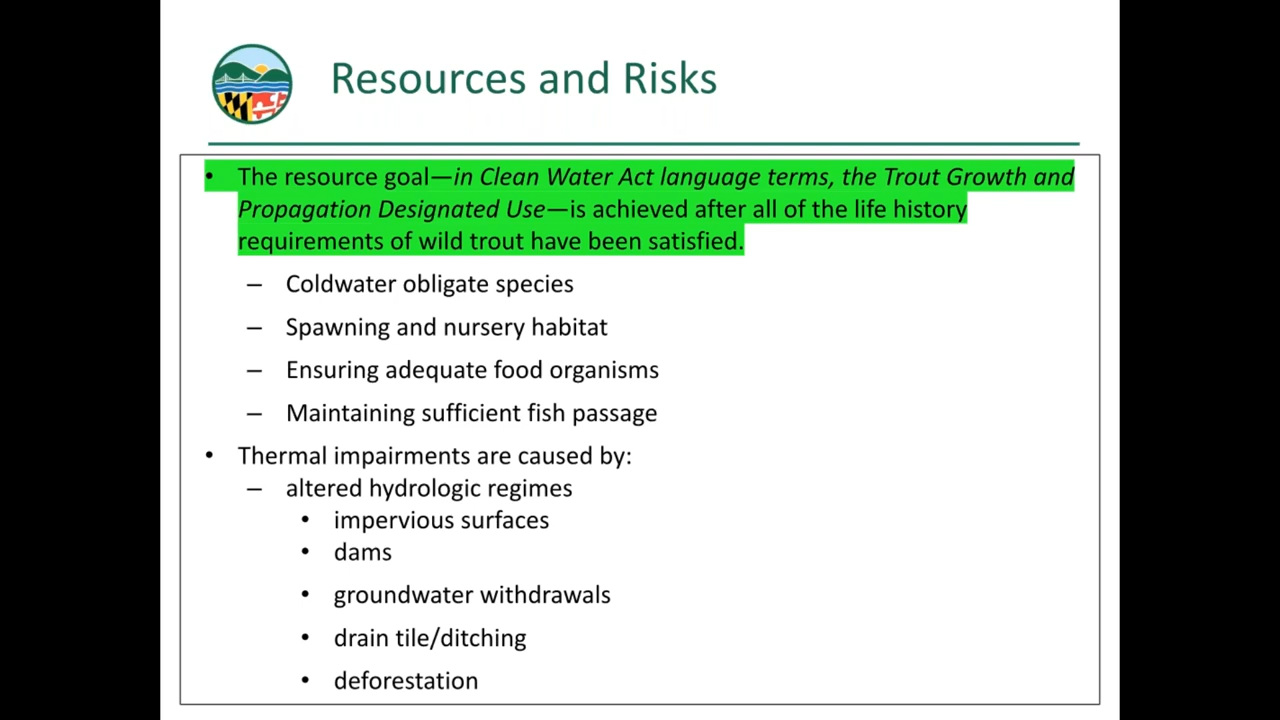 Resources and Risks
• The resource goal—in Clean Water Act language terms, the Trout Growth and
Propagation Designated Use—is achieved after all of the life history
requirements of wild trout have been satisfied.
– Coldwater obligate species
– Spawning and nursery habitat
– Ensuring adequate food organisms
– Maintaining sufficient fish passage
• Thermal impairments are caused by:
– altered hydrologic regimes
• impervious surfaces
• dams
• groundwater withdrawals
• drain tile/ditching
• deforestation